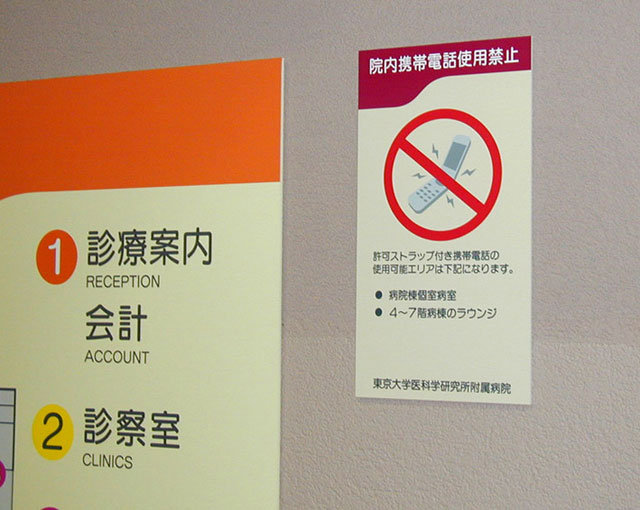 1 診療案内
RECEPTION
会計
ACCOUNT
2 診察室
CLINICS
院内携帯電話使用禁止
許可ストラップ付き携帯電話の
使用可能エリアは下記になります。
● 病院棟個室病室
● 4〜7階病棟のラウンジ
東京大学医科学研究所附属病院